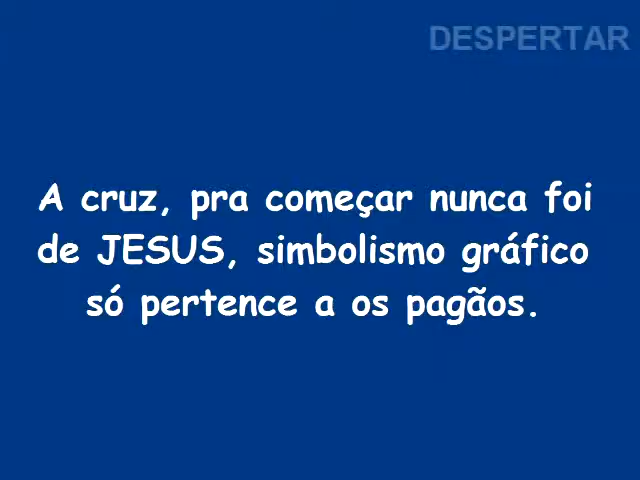 DESPERTAR
A cruz, pra começar nunca foi
de JESUS, simbolismo gráfico
só pertence a os pagãos.